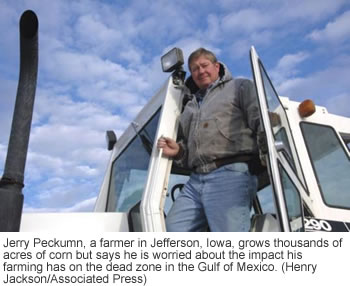 290
Jerry Peckumn, a farmer in Jefferson, Iowa, grows thousands of
acres of corn but says he is worried about the impact his
farming has on the dead zone in the Gulf of Mexico. (Henry
Jackson/Associated Press)